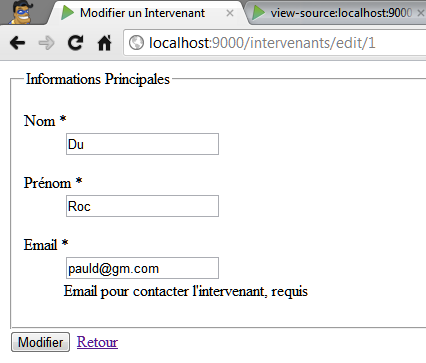 Modifier un Intervenant
view-source:localhost:9000
localhost:9000/intervenants/edit/1
Informations Principales
Nom *
Du
Prénom *
Roc
Email *
pauld@gm.com
Email pour contacter l'intervenant, requis
Modifier Retour